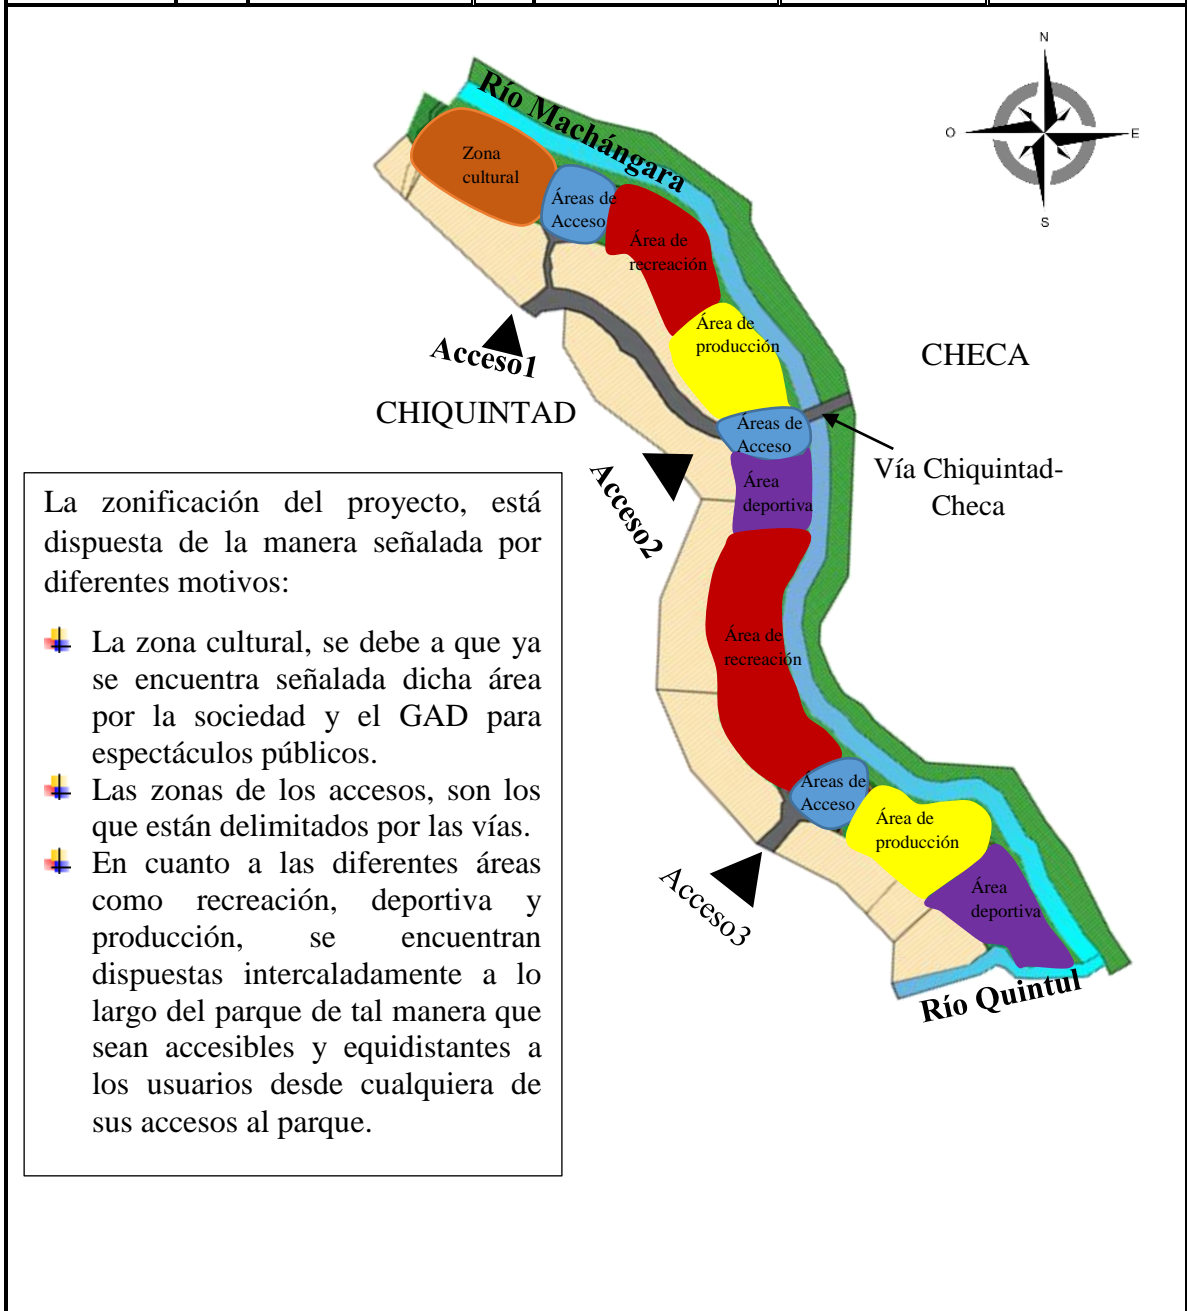 N
O
E
S
Río Machángara
Zona
cultural
Áreas de
Acceso
Área de
recreación
Área de
producción
Acceso1
CHECA
CHIQUINTAD
Áreas de
Acceso
Vía Chiquintad-
Checa
Acceso2
Área
deportiva
Área de
recreación
Áreas de
Acceso
Área de
producción
Acceso3
Área
deportiva
Río Quintul
La zonificación del proyecto, está
dispuesta de la manera señalada por
diferentes motivos:
La zona cultural, se debe a que ya
se encuentra señalada dicha área
por la sociedad y el GAD para
espectáculos públicos.
Las zonas de los accesos, son los
que están delimitados por las vías.
En cuanto a las diferentes áreas
como recreación, deportiva y
producción, se encuentran
dispuestas intercaladamente a lo
largo del parque de tal manera que
sean accesibles y equidistantes a
los usuarios desde cualquiera de
sus accesos al parque.